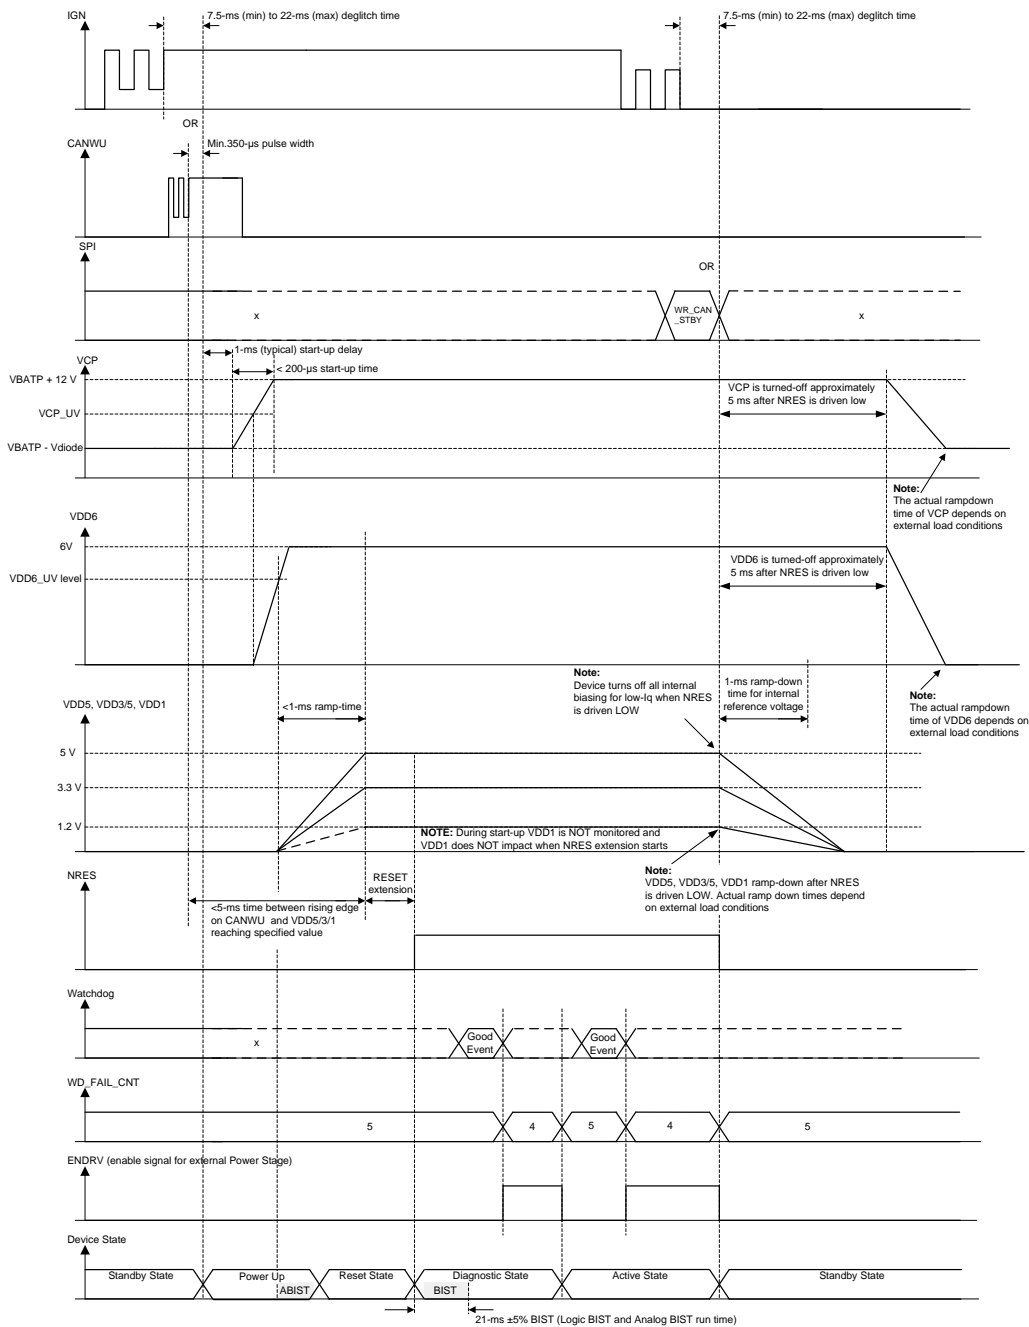 IGN
7.5-ms (min) to 22-ms (max) deglitch time
7.5-ms (min) to 22-ms (max) deglitch time
OR
CANWU
Min.350-µs pulse width
SPI
OR
x
WR_CAN
_STBY
x
1-ms (typical) start-up delay
VCP
< 200-µs start-up time
VBATP + 12 V
VCP is turned-off approximately
5 ms after NRES is driven low
VCP_UV
VBATP - Vdiode
Note:
The actual rampdown
time of VCP depends on
external load conditions
VDD6
6V
VDD6 is turned-off approximately
5 ms after NRES is driven low
VDD6_UV level
Note:
Device turns off all internal
biasing for low-Iq when NRES
is driven LOW
1-ms ramp-down
time for internal
reference voltage
Note:
The actual rampdown
time of VDD6 depends on
external load conditions
VDD5, VDD3/5, VDD1
<1-ms ramp-time
5 V
3.3 V
1.2 V
NOTE: During start-up VDD1 is NOT monitored and
VDD1 does NOT impact when NRES extension starts
Note:
VDD5, VDD3/5, VDD1 ramp-down after NRES
is driven LOW. Actual ramp down times depend
on external load conditions
NRES
RESET
extension
<5-ms time between rising edge
on CANWU and VDD5/3/1
reaching specified value
Watchdog
x
Good
Event
Good
Event
WD_FAIL_CNT
5
4
5
4
5
ENDRV (enable signal for external Power Stage)
Device State
Standby State
Power Up
ABIST
Reset State
Diagnostic State
BIST
Active State
Standby State
21-ms ±5% BIST (Logic BIST and Analog BIST run time)